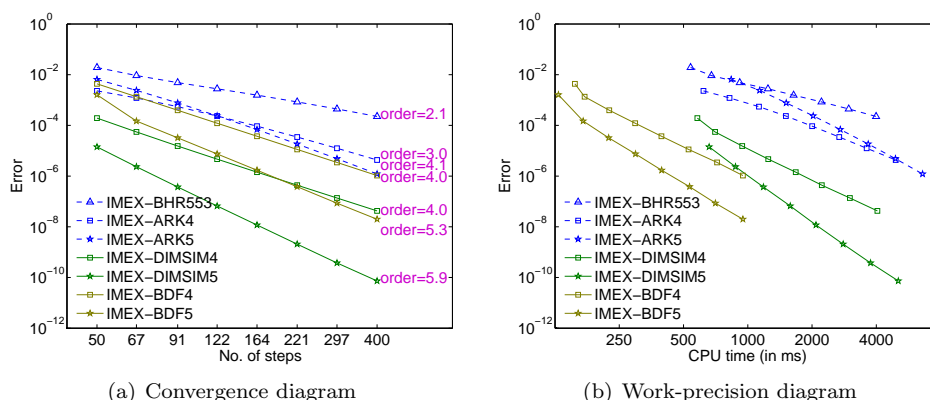 10^0
10^−2
10^−4
10^−6
10^−8
10^−10
10^−12
Error
order=2.1
order=3.0
order=4.1
order=4.0
order=4.0
order=5.3
order=5.9
IMEX−BHR553
IMEX−ARK4
IMEX−ARK5
IMEX−DIMSIM4
IMEX−DIMSIM5
IMEX−BDF4
IMEX−BDF5
50 67 91 122 164 221 297 400
No. of steps
(a) Convergence diagram
10^0
10^−2
10^−4
10^−6
10^−8
10^−10
10^−12
Error
IMEX−BHR553
IMEX−ARK4
IMEX−ARK5
IMEX−DIMSIM4
IMEX−DIMSIM5
IMEX−BDF4
IMEX−BDF5
250 500 1000 2000 4000
CPU time (in ms)
(b) Work-precision diagram